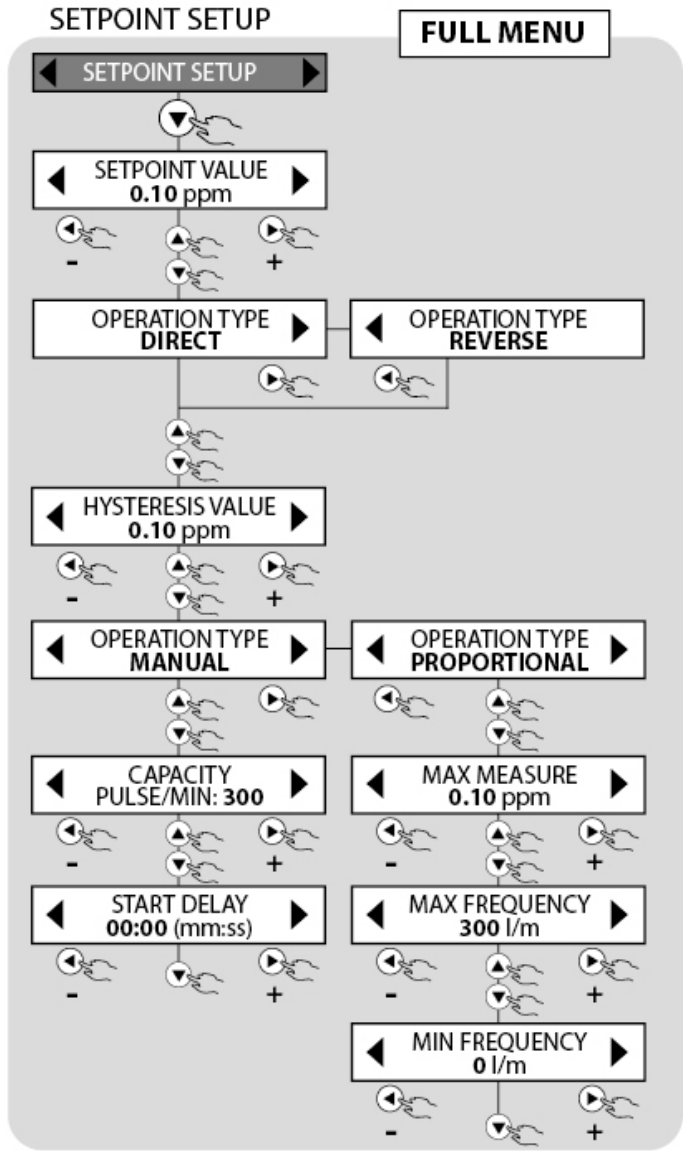 SETPOINT SETUP
FULL MENU
SETPOINT SETUP
SETPOINT VALUE
0.10 ppm
- +
OPERATION TYPE
DIRECT
OPERATION TYPE
REVERSE
HYSTERESIS VALUE
0.10 ppm
- +
OPERATION TYPE
MANUAL
OPERATION TYPE
PROPORTIONAL
CAPACITY
PULSE/MIN: 300
- +
MAX MEASURE
0.10 ppm
- +
START DELAY
00:00 (mm:ss)
- +
MAX FREQUENCY
300 l/m
- +
MIN FREQUENCY
0 l/m
- +